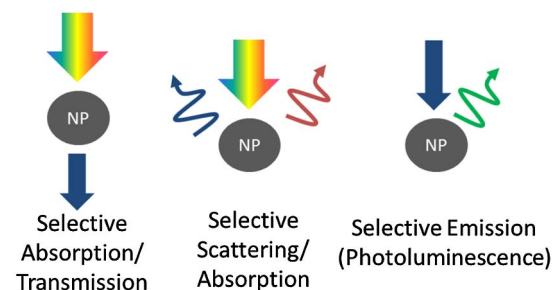 NP
NP
NP
Selective
Absorption/
Transmission
Selective
Scattering/
Absorption
Selective Emission
(Photoluminescence)